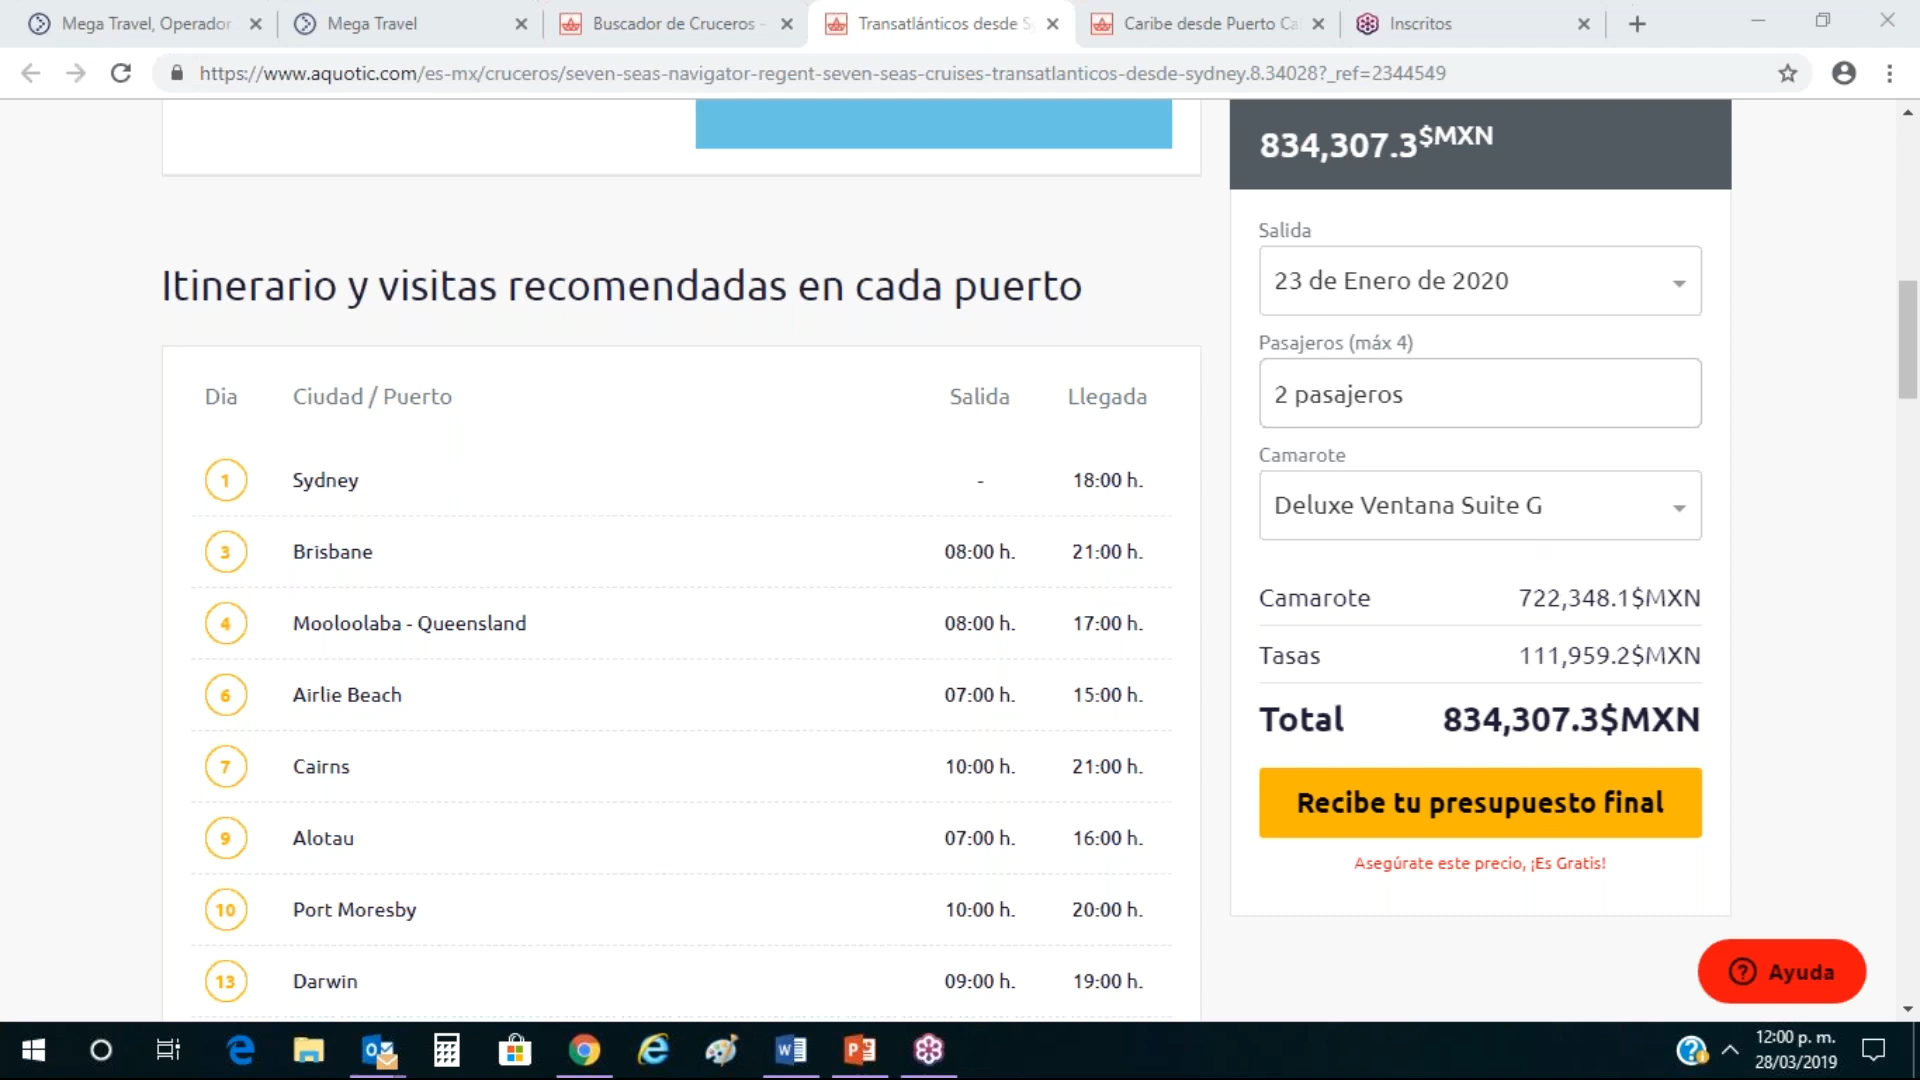 Mega Travel, Operador
Mega Travel
Buscador de Cruceros -
Transatlánticos desde S
Caribe desde Puerto Ca
Inscritos
https://www.aquotic.com/es-mx/cruceros/seven-seas-navigator-regent-seven-seas-cruises-transatlanticos-desde-sydney.8.34028?_ref=2344549
834,307.3$MXN
Itinerario y visitas recomendadas en cada puerto
Dia Ciudad / Puerto Salida Llegada
1 Sydney - 18:00 h.
3 Brisbane 08:00 h. 21:00 h.
4 Mooloolaba - Queensland 08:00 h. 17:00 h.
6 Airlie Beach 07:00 h. 15:00 h.
7 Cairns 10:00 h. 21:00 h.
9 Alotau 07:00 h. 16:00 h.
10 Port Moresby 10:00 h. 20:00 h.
13 Darwin 09:00 h. 19:00 h.
Salida
23 de Enero de 2020
Pasajeros (máx 4)
2 pasajeros
Camarote
Deluxe Ventana Suite G
Camarote 722,348.1$MXN
Tasas 111,959.2$MXN
Total 834,307.3$MXN
Recibe tu presupuesto final
Asegúrate este precio, ¡Es Gratis!
Ayuda
12:00 p. m.
28/03/2019